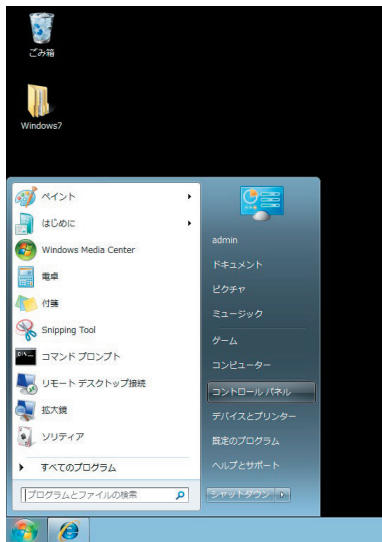 ごみ箱
Windows7
ペイント
はじめに
Windows Media Center
電卓
付箋
Snipping Tool
コマンド プロンプト
リモート デスクトップ接続
拡大鏡
ソリティア
すべてのプログラム
プログラムとファイルの検索
admin
ドキュメント
ピクチャ
ミュージック
ゲーム
コンピューター
コントロール パネル
デバイスとプリンター
既定のプログラム
ヘルプとサポート
シャットダウン